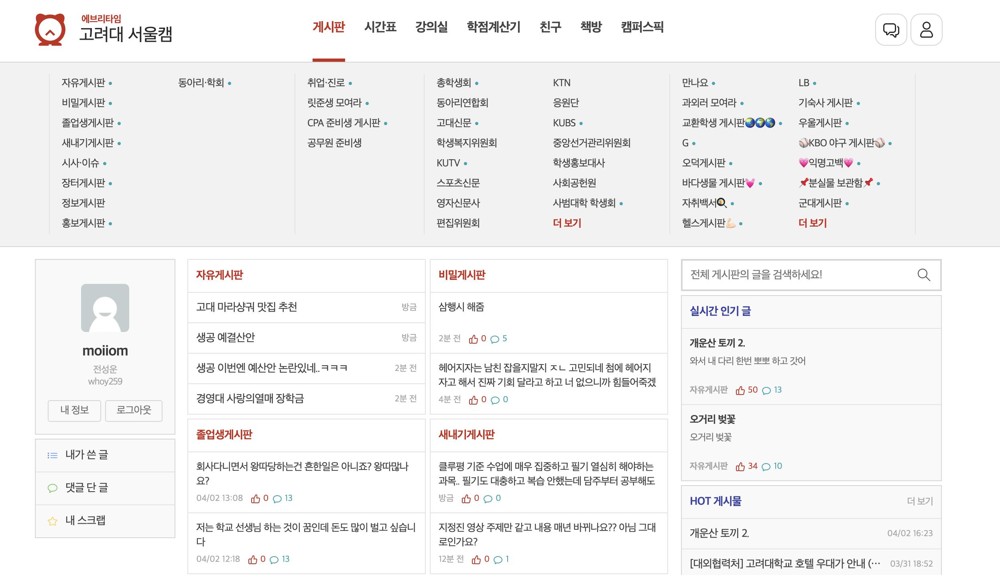 에브리타임
고려대 서울캠
게시판 시간표 강의실 학점계산기 친구 책방 캠퍼스픽
자유게시판
비밀게시판
졸업생게시판
새내기게시판
시사·이슈
장터게시판
정보게시판
홍보게시판
동아리·학회
취업·진로
릿준생 모여라
CPA 준비생 게시판
공무원 준비생
총학생회
동아리연합회
고대신문
학생복지위원회
KUTV
스포츠신문
영자신문사
편집위원회
KTN
응원단
KUBS
중앙선거관리위원회
학생홍보대사
사회공헌원
사범대학 학생회
더 보기
만나요
과외러 모여라
교환학생 게시판🌏🌍🌎
G
오덕게시판
바다생물 게시판💓
자취백서🍳
헬스게시판💪🏻
LB
기숙사 게시판
우울게시판
⚾KBO 야구 게시판⚾
💗익명고백💗
📌분실물 보관함📌
군대게시판
더 보기
moiiom
전성운
whoy259
내 정보 로그아웃
내가 쓴 글
댓글 단 글
내 스크랩
자유게시판
고대 마라샹궈 맛집 추천 방금
생공 예결산안 방금
생공 이번엔 예산안 논란있네..ㅋㅋㅋ 2분 전
경영대 사랑의열매 장학금 2분 전
비밀게시판
삼행시 해줌
2분 전 0 5
헤어지자는 남친 잡을지말지 ㅈㄴ 고민되네 첨에 헤어지
자고 해서 진짜 기회 달라고 하고 너 없으니까 힘들어죽겠
4분 전 0 0
졸업생게시판
회사다니면서 왕따당하는건 흔한일은 아니죠? 왕따많나
요?
04/02 13:08 0 13
저는 학교 선생님 하는 것이 꿈인데 돈도 많이 벌고 싶습니
다
04/02 12:18 0 13
새내기게시판
클루평 기준 수업에 매우 집중하고 필기 열심히 해야하는
과목.. 필기도 대충하고 복습 안했는데 담주부터 공부해도
방금 0 0
지정진 영상 주제만 같고 내용 매년 바뀌나요?? 아님 그대
로인가요?
12분 전 0 1
전체 게시판의 글을 검색하세요!
실시간 인기 글
개운산 토끼 2.
와서 내 다리 한번 뽀뽀 하고 갓어
자유게시판 50 13
오거리 벚꽃
오거리 벚꽃
자유게시판 34 10
HOT 게시물 더 보기
개운산 토끼 2. 04/02 16:23
[대외협력처] 고려대학교 호텔 우대가 안내 (… 03/31 18:52